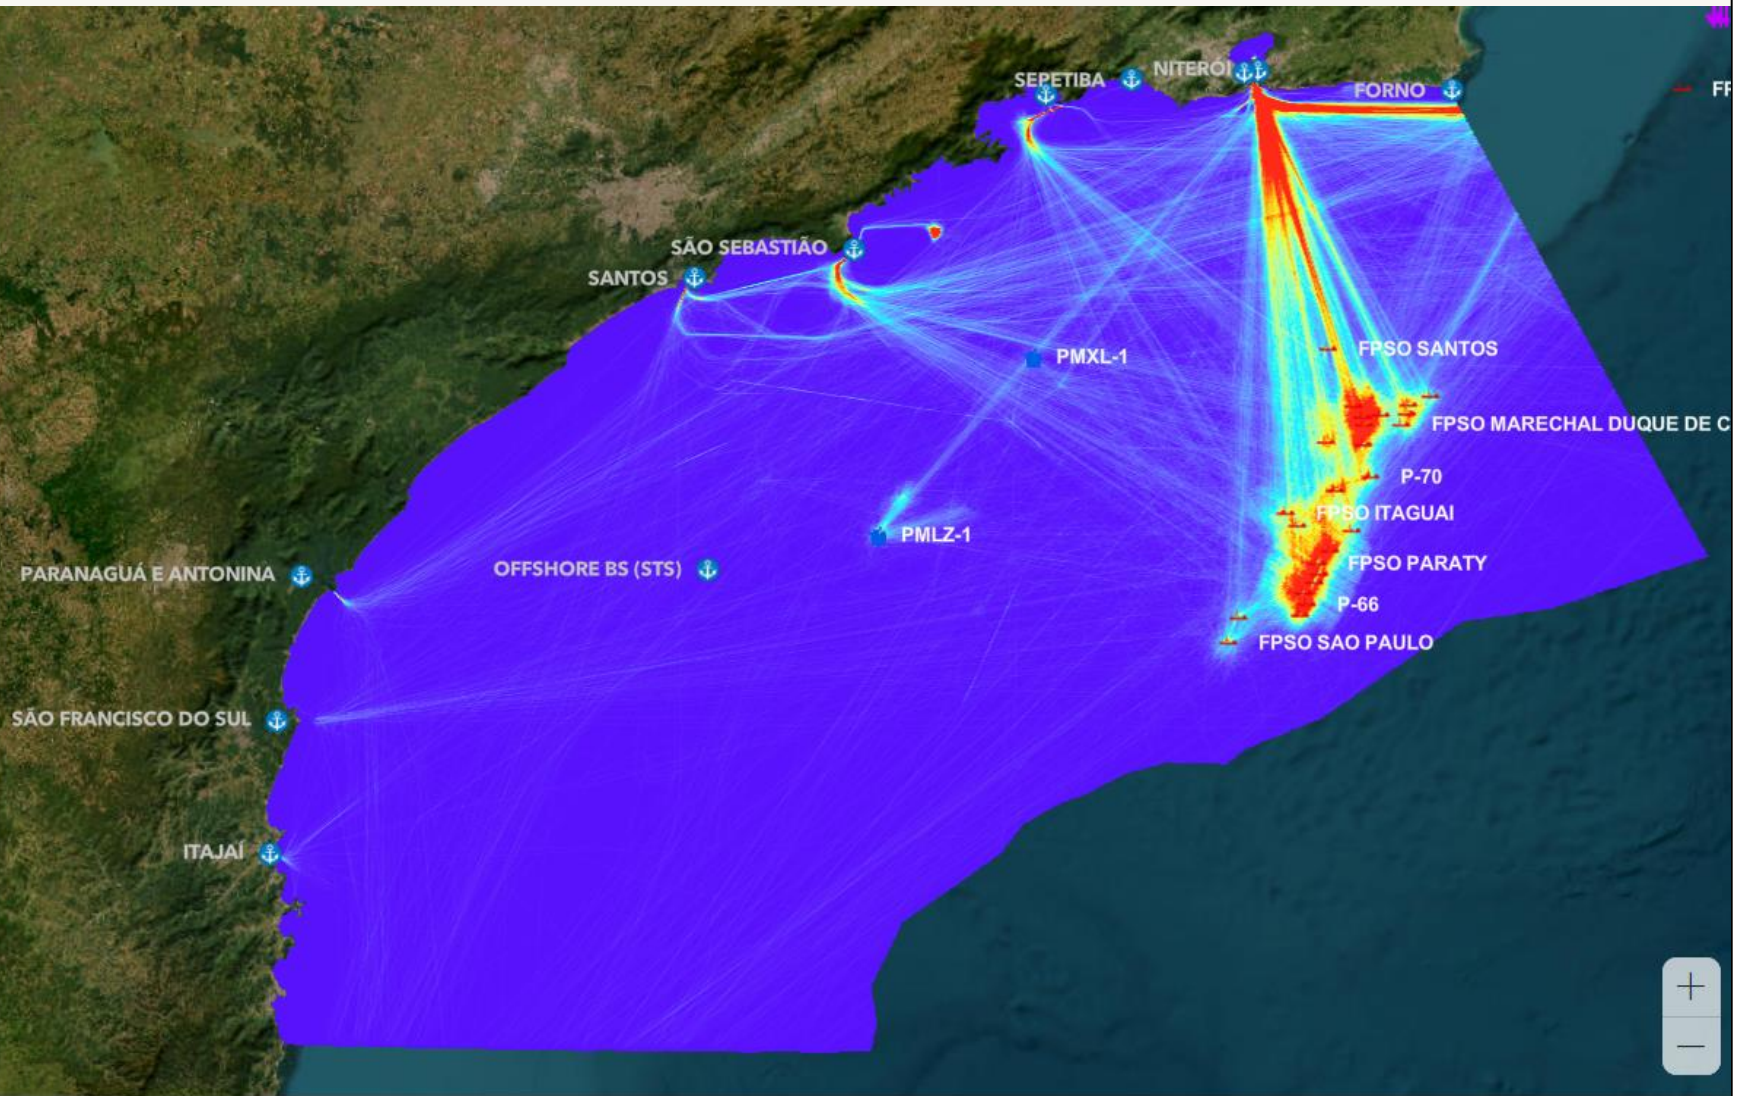 NITERÓI
SEPETIBA
FORNO
SÃO SEBASTIÃO
SANTOS
PMXL-1
FPSO SANTOS
FPSO MARECHAL DUQUE DE C
P-70
FPSO ITAGUAI
PMLZ-1
FPSO PARATY
OFFSHORE BS (STS)
PARANAGUÁ E ANTONINA
P-66
FPSO SAO PAULO
SÃO FRANCISCO DO SUL
ITAJAÍ
+
−